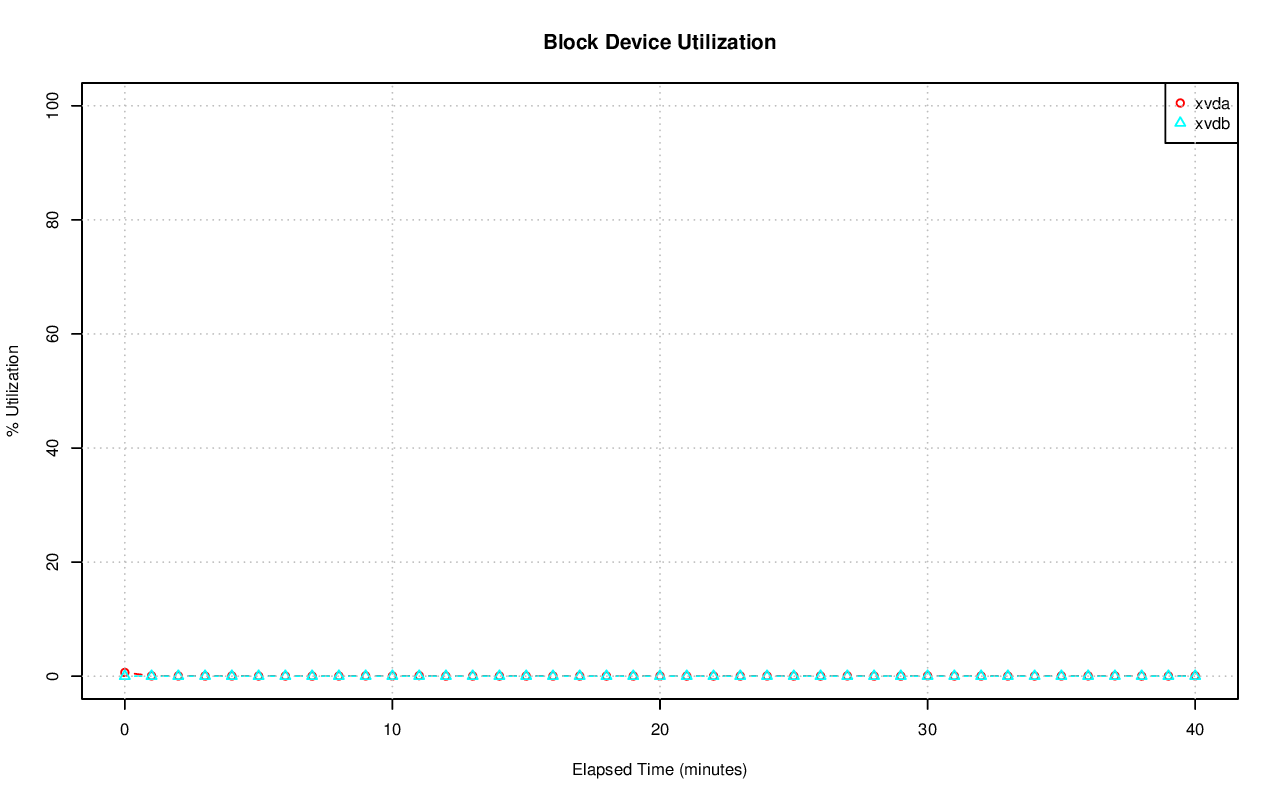 Block Device Utilization
xvda
xvdb
100
80
60
40
20
0
% Utilization
0 10 20 30 40
Elapsed Time (minutes)